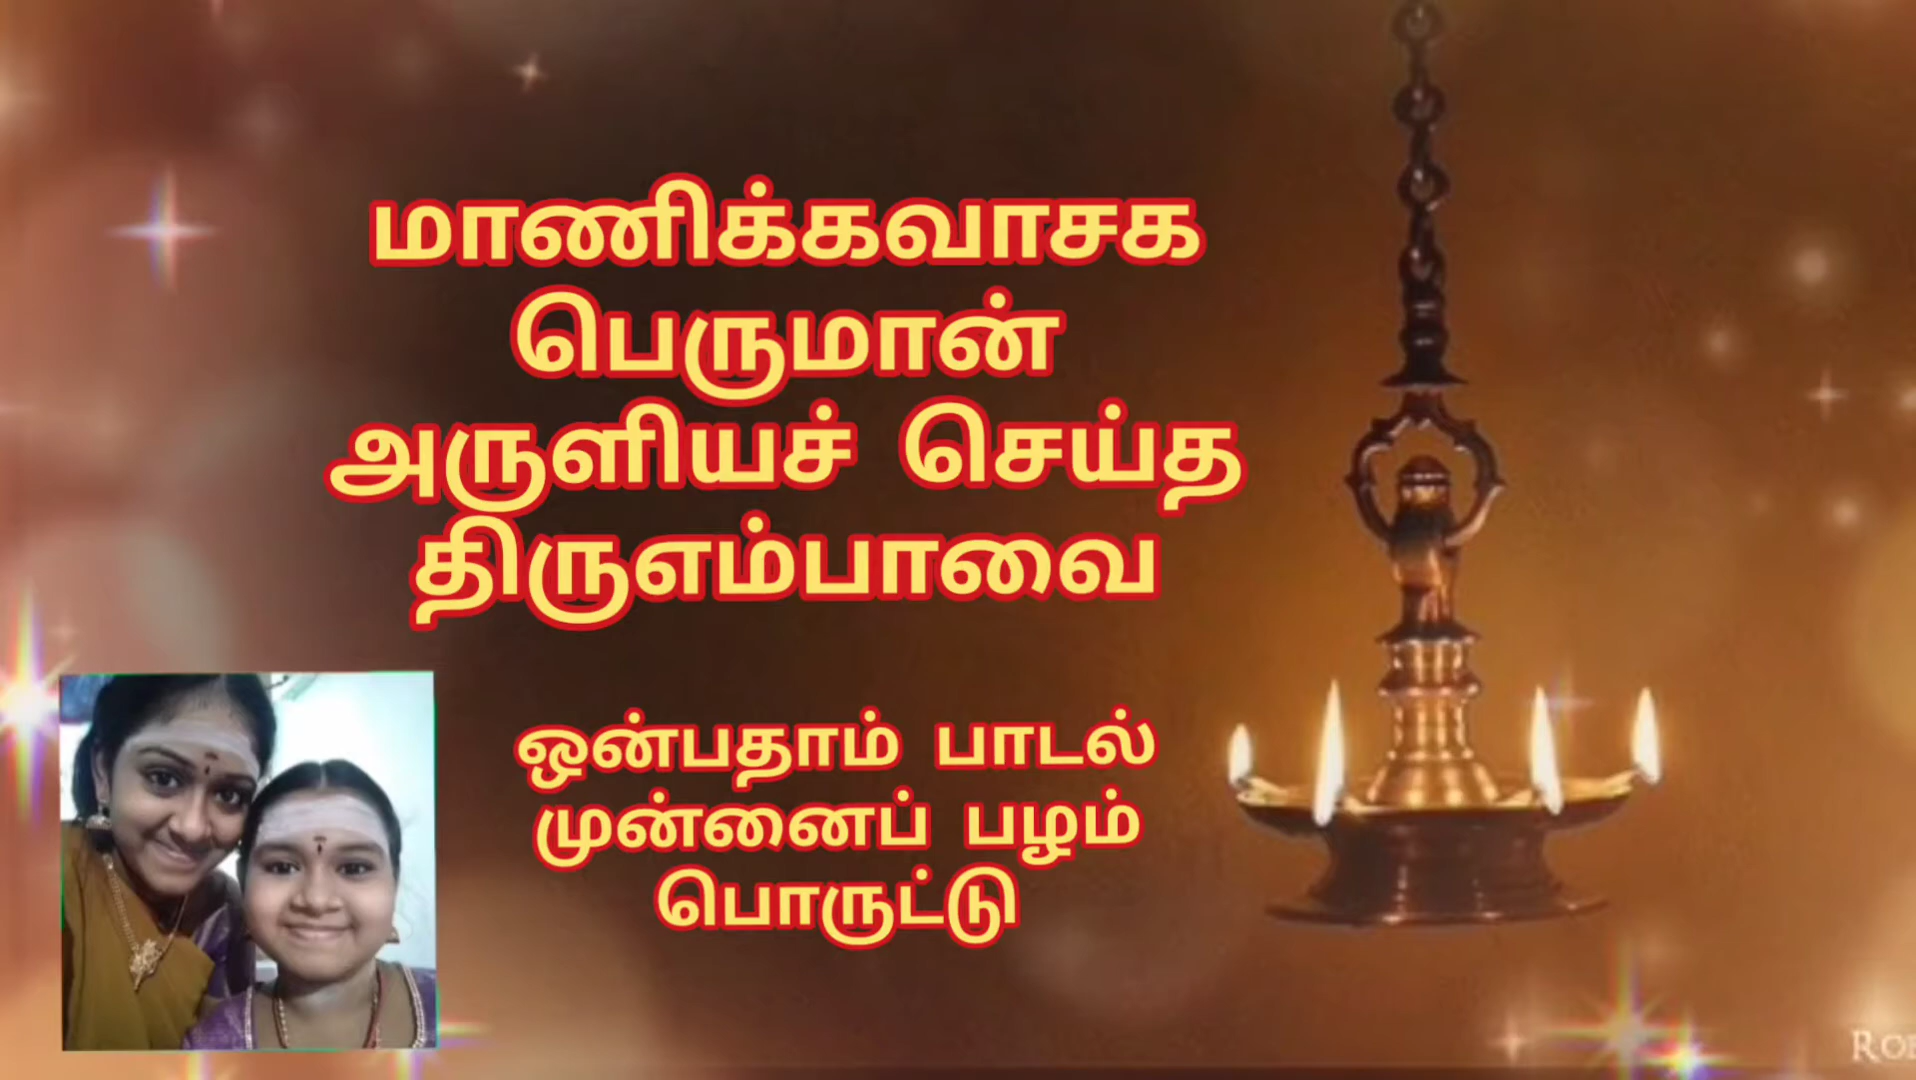 மாணிக்கவாசக
பெருமான்
அருளியச் செய்த
திருஎம்பாவை
ஒன்பதாம் பாடல்
முன்னைப் பழம்
பொருட்டு